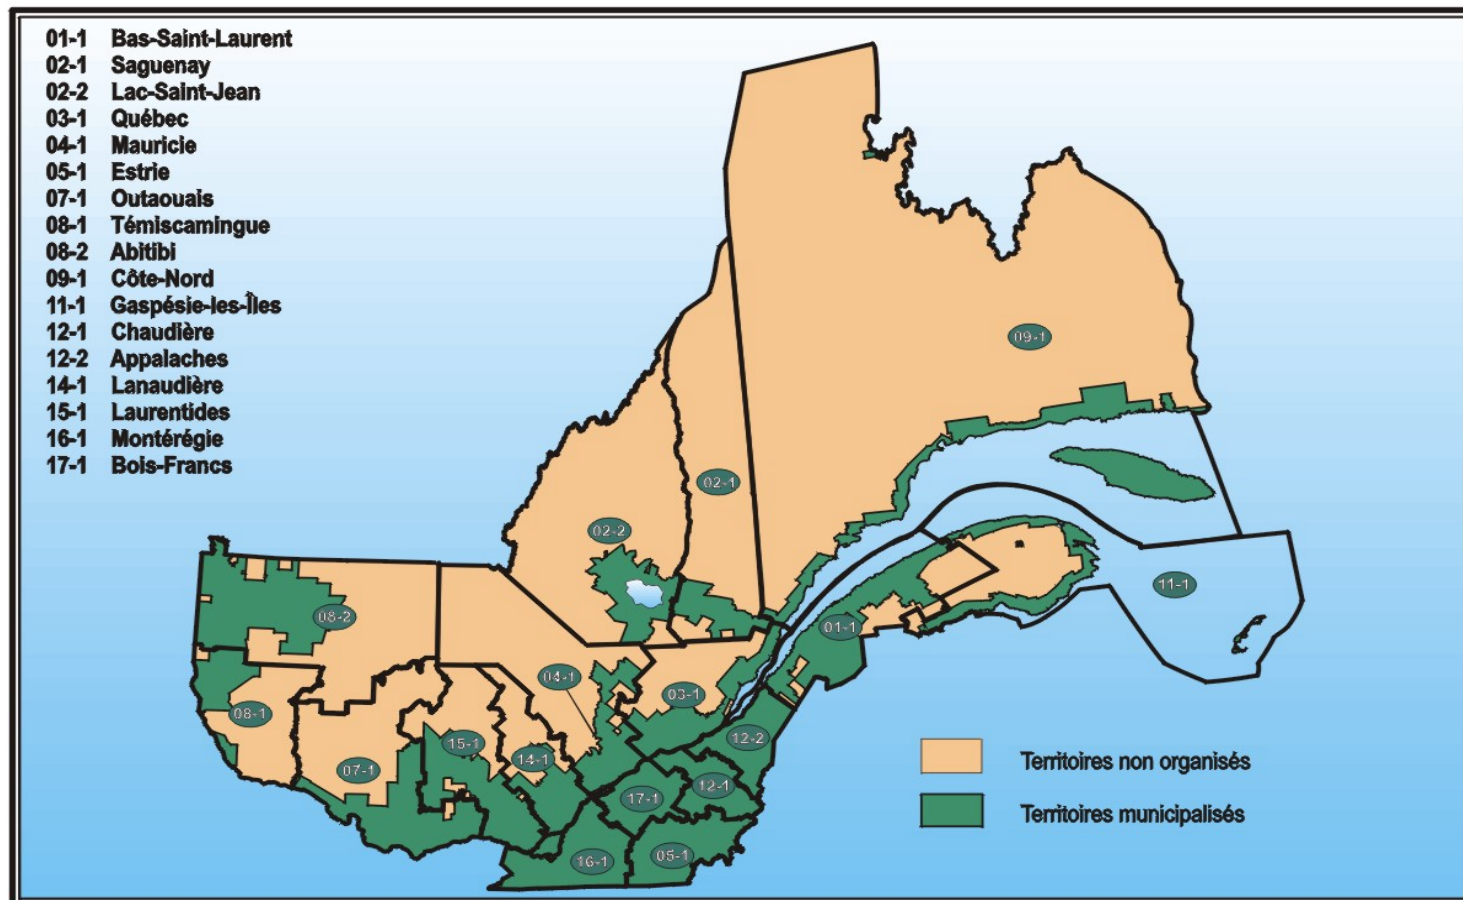 01-1 Bas-Saint-Laurent
02-1 Saguenay
02-2 Lac-Saint-Jean
03-1 Québec
04-1 Mauricie
05-1 Estrie
07-1 Outaouais
08-1 Témiscamingue
08-2 Abitibi
09-1 Côte-Nord
11-1 Gaspésie-les-Îles
12-1 Chaudière
12-2 Appalaches
14-1 Lanaudière
15-1 Laurentides
16-1 Montérégie
17-1 Bois-Francs
09-1
02-1
02-2
11-1
08-2
01-1
04-1
03-1
08-1
15-1
12-2
14-1
07-1
12-1
17-1
16-1
05-1
Territoires non organisés
Territoires municipalisés